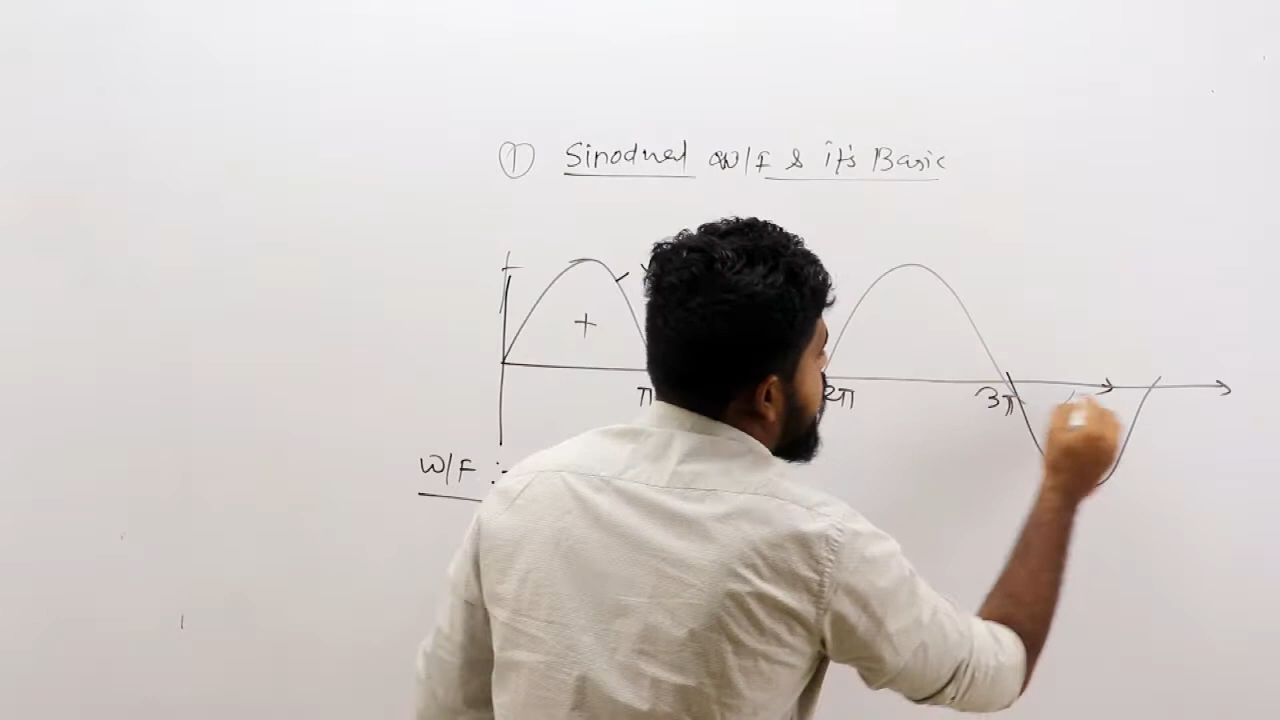 ① Sinodual W/F & it's Basic
+
π 2π 3π
W/F :-